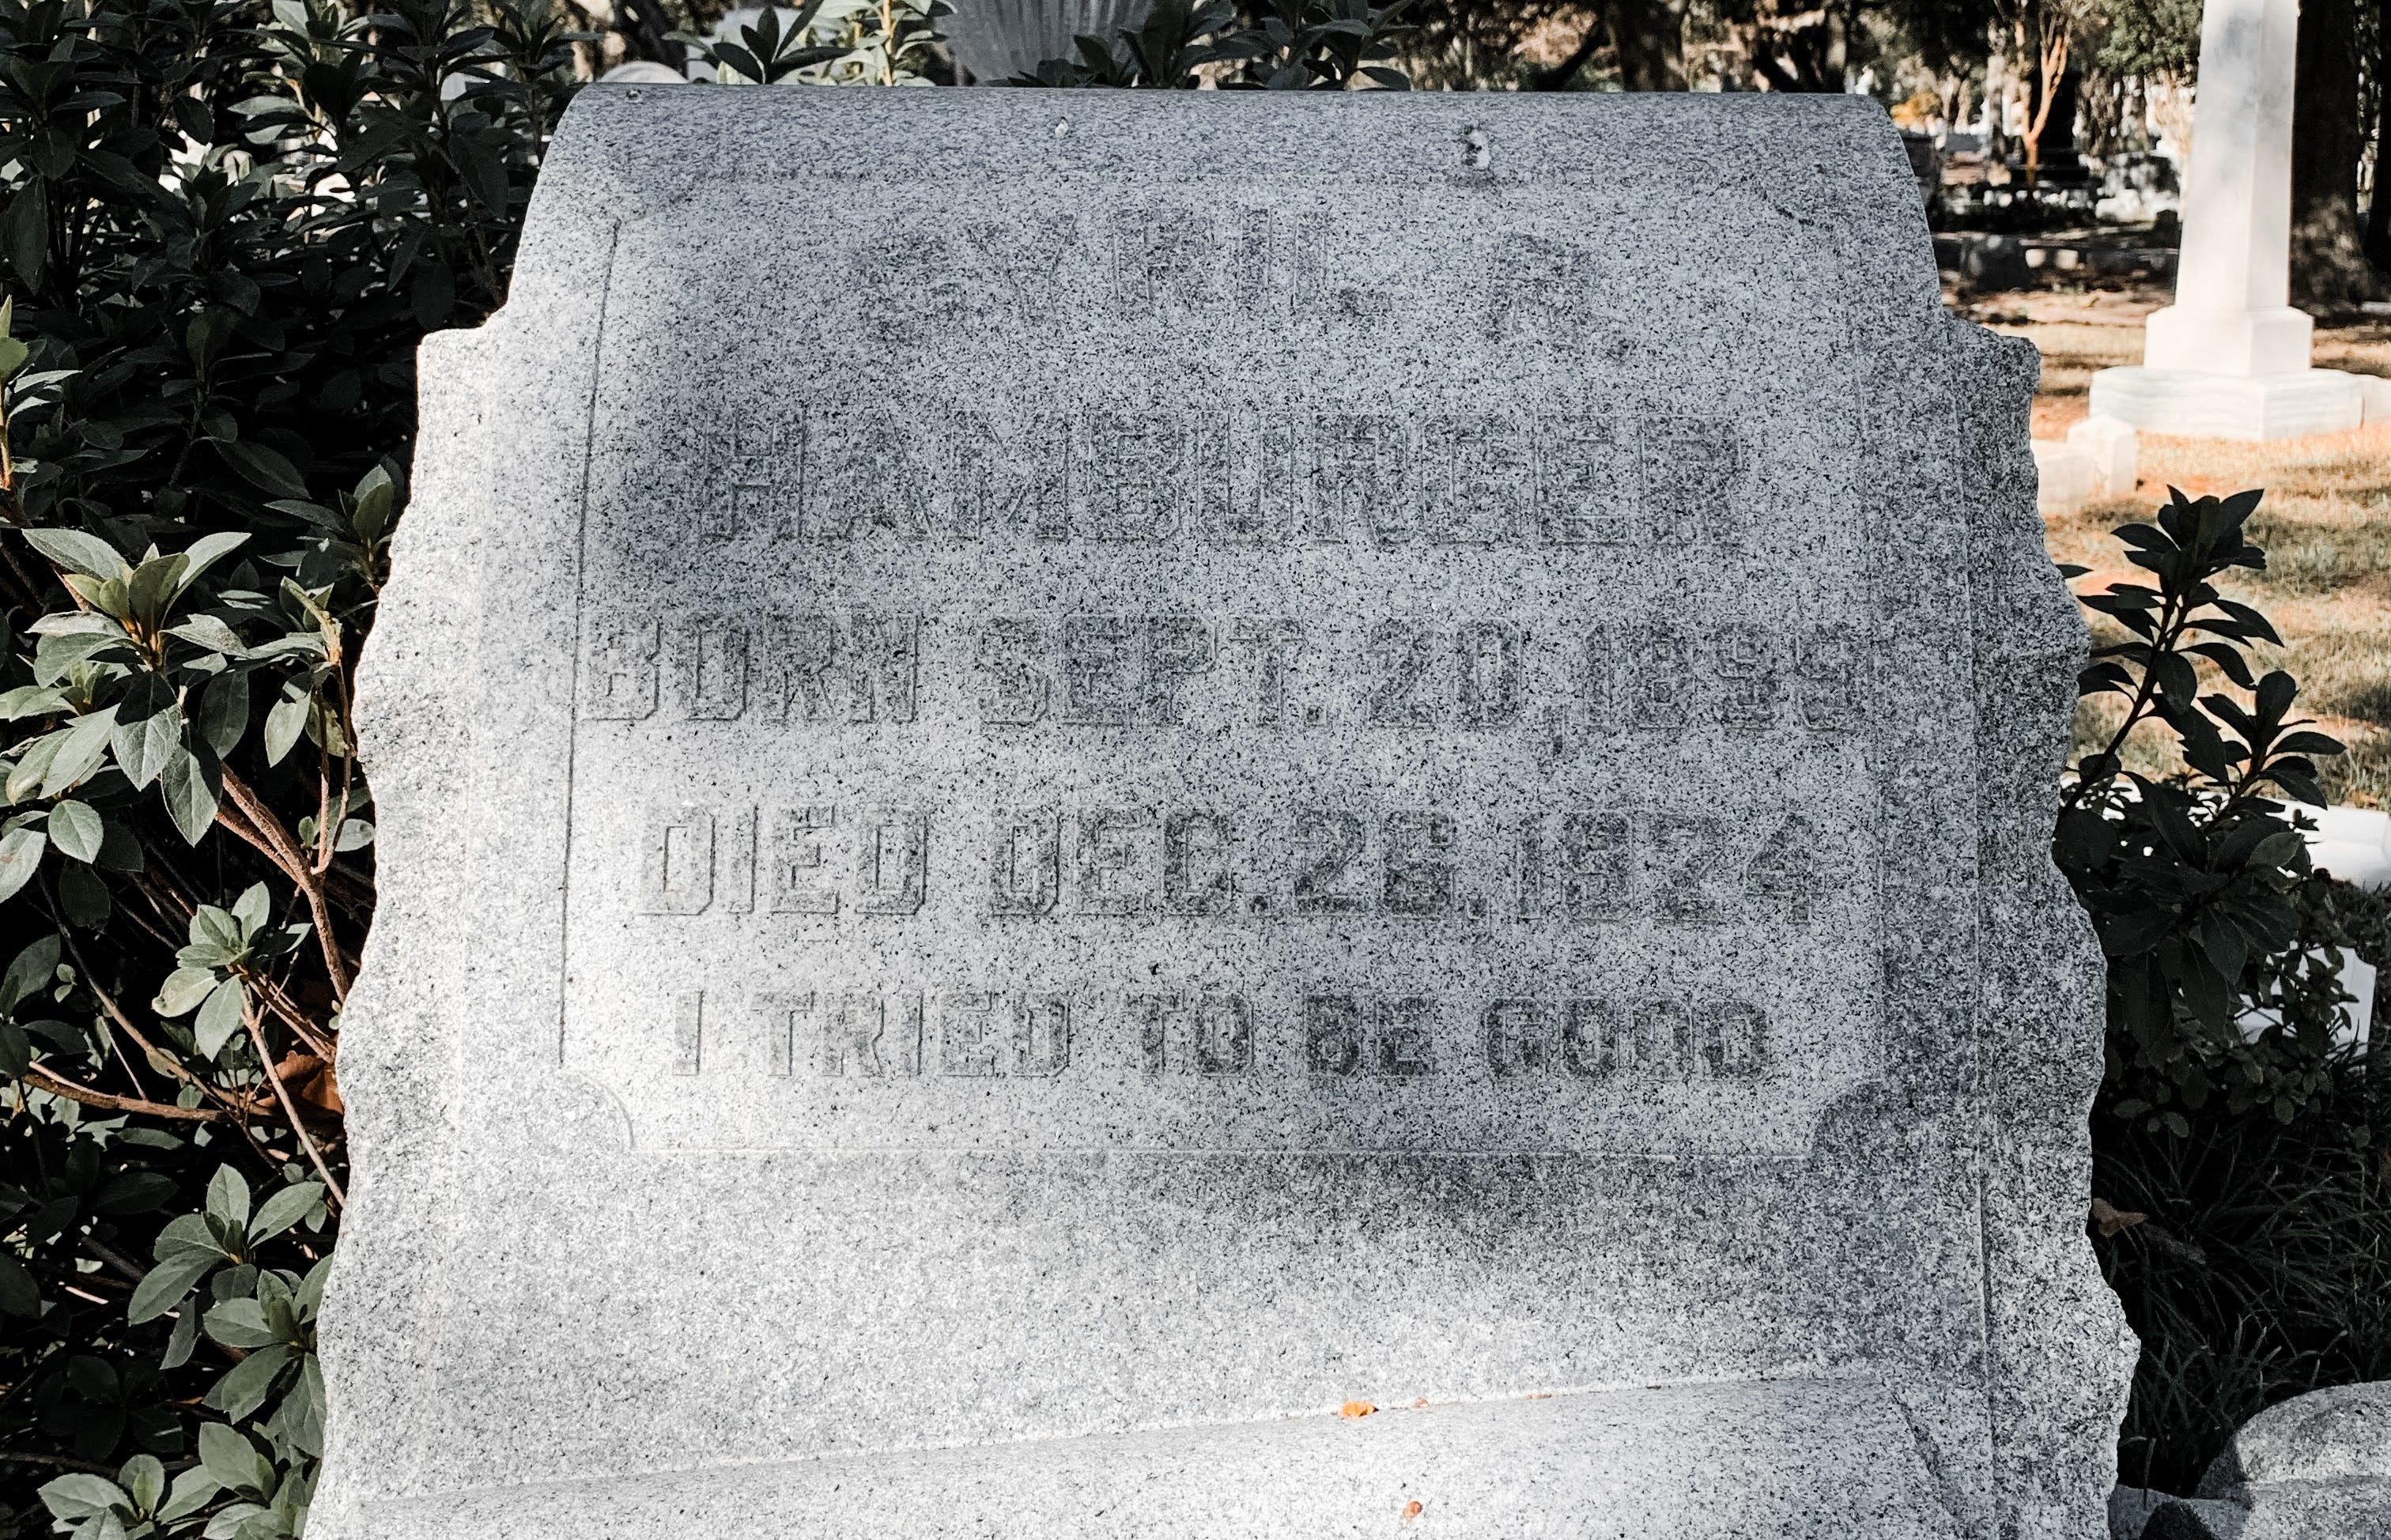 CYRIL A.
HAMBURGER
BORN SEPT. 20, 1899
DIED DEC. 28, 1924
I TRIED TO BE GOOD